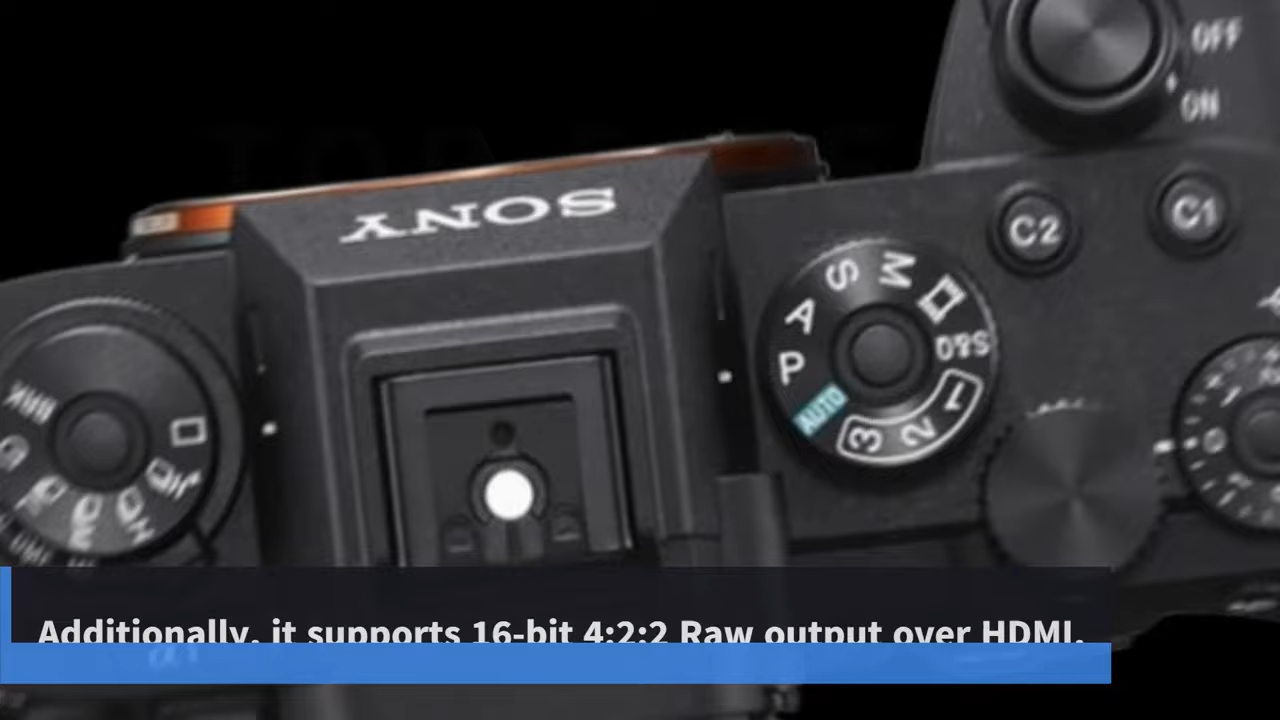 OFF
ON
SONY
C2
C1
M
S
A
P
AUTO
S&Q
1
2
3
BRK
Additionally, it supports 16-bit 4:2:2 Raw output over HDMI.